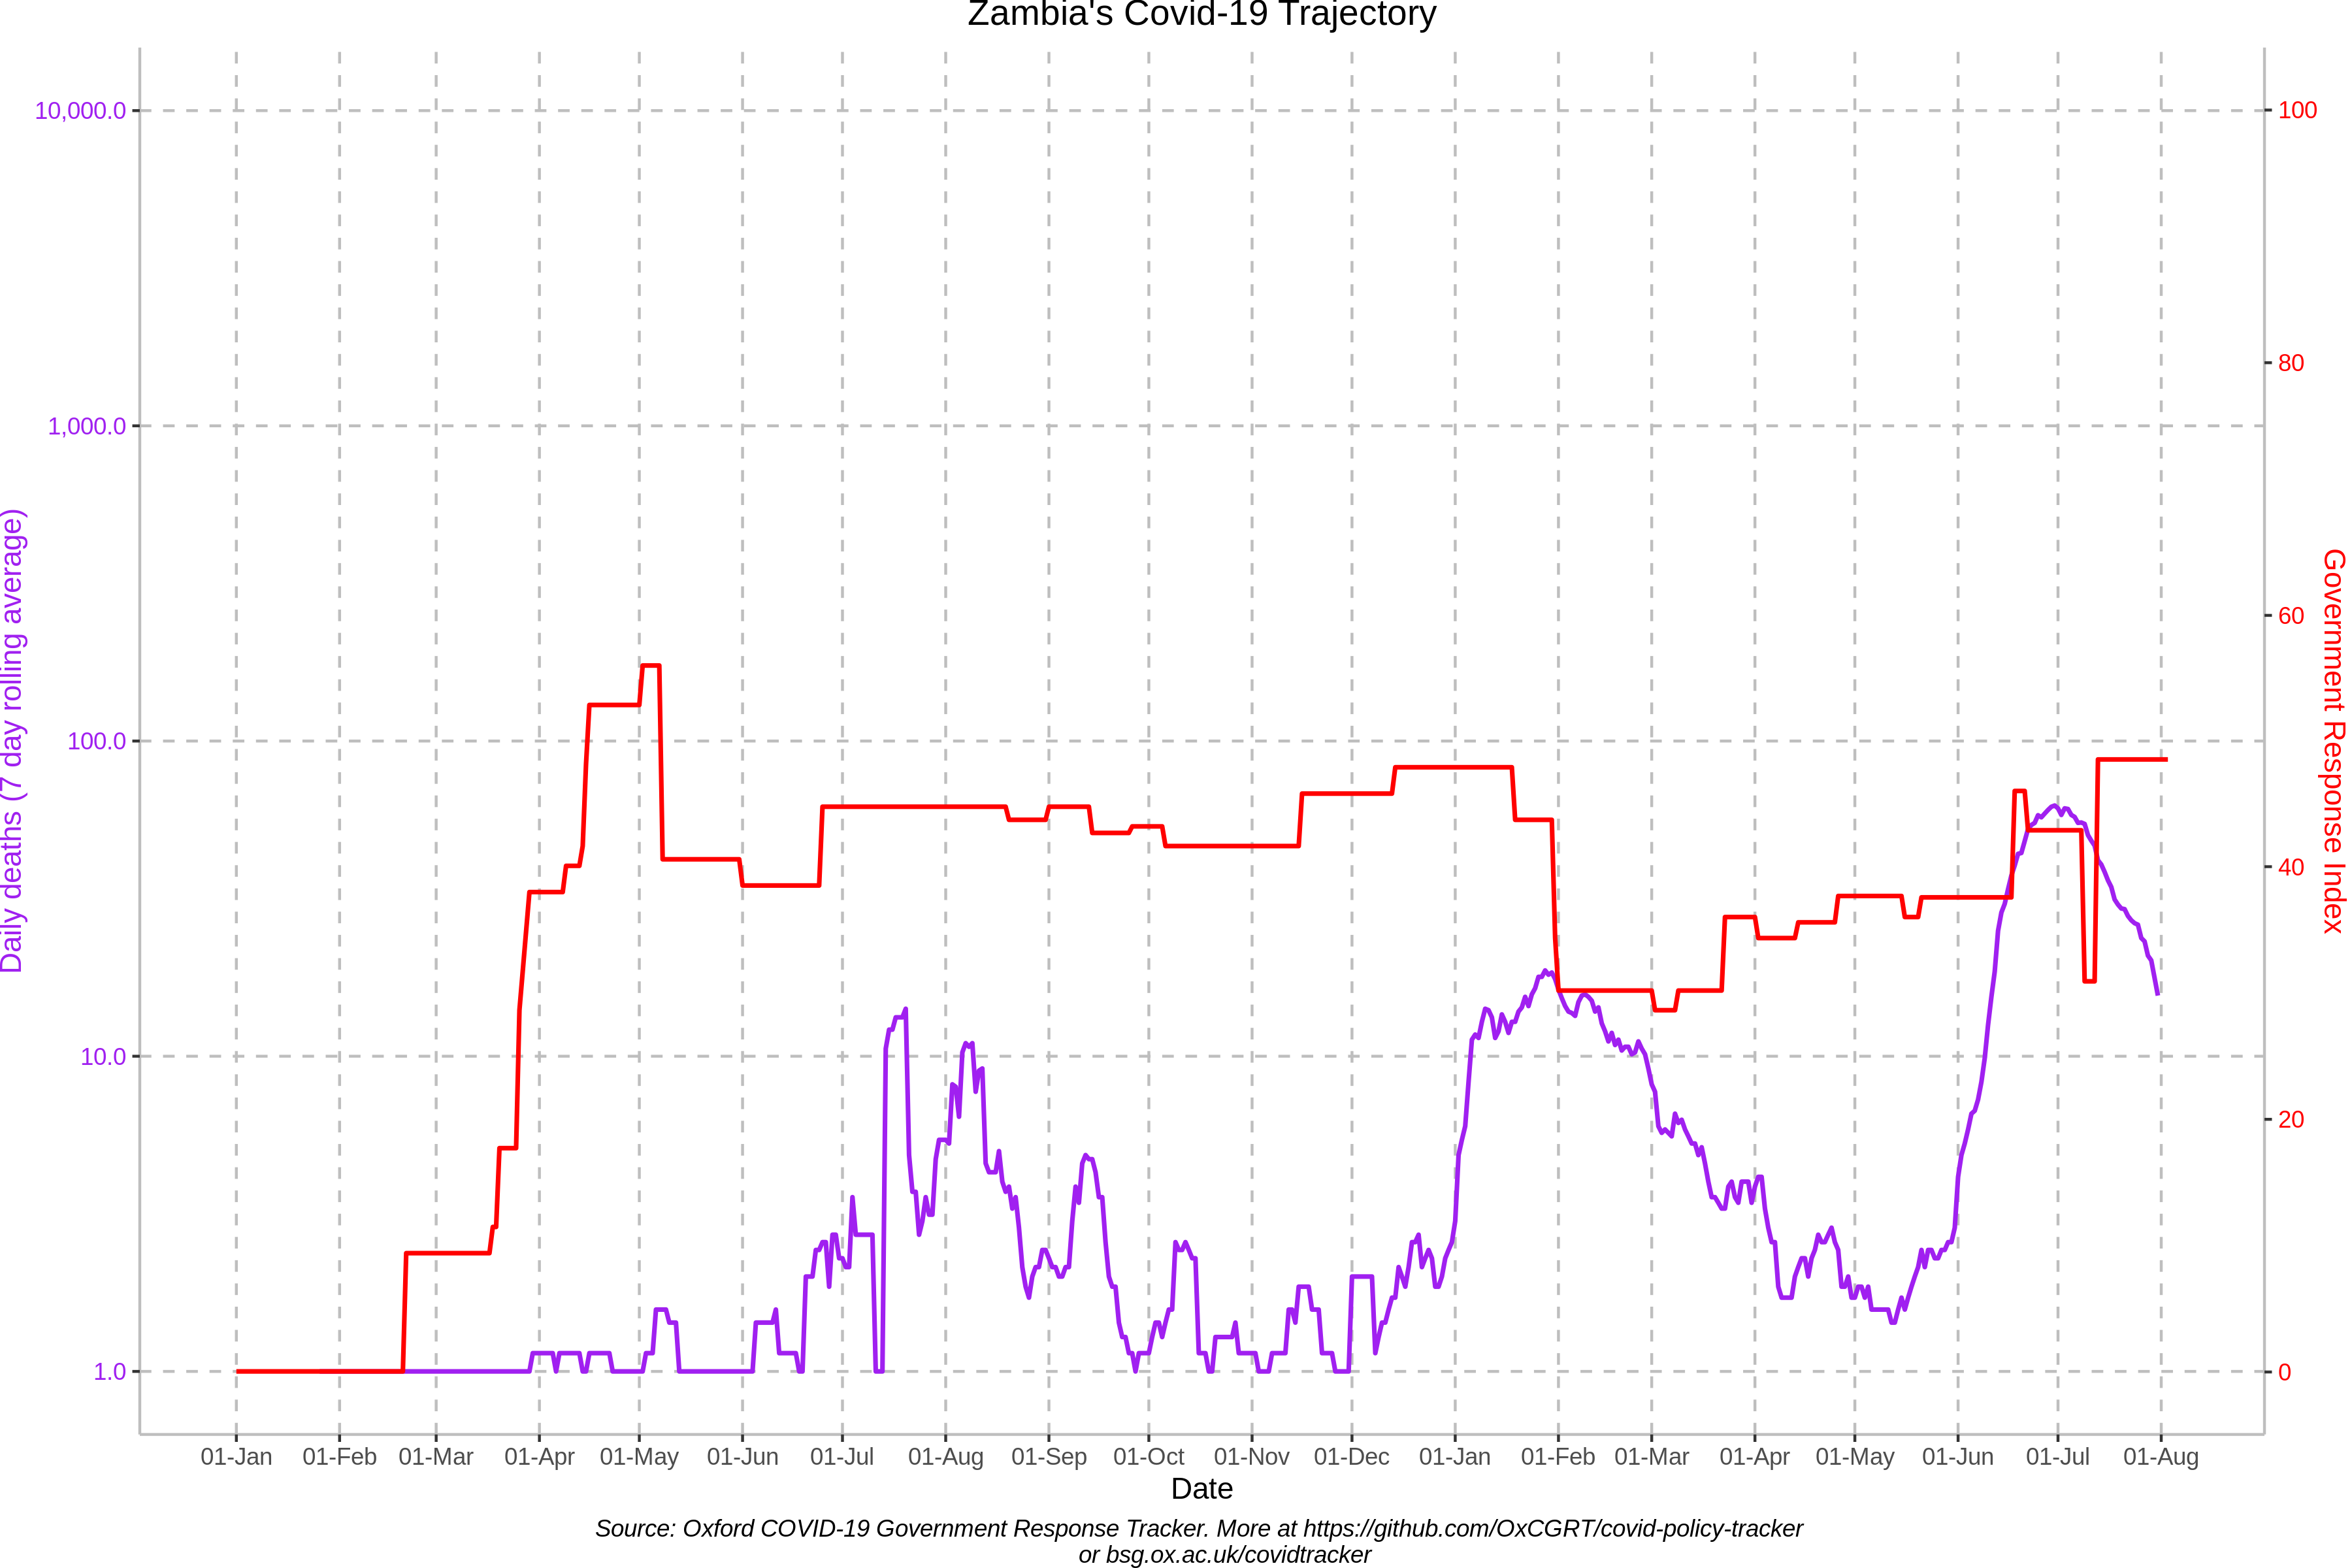 Zambia's Covid-19 Trajectory
10,000.0
1,000.0
100.0
10.0
1.0
Daily deaths (7 day rolling average)
100
80
60
40
20
0
Government Response Index
01-Jan 01-Feb 01-Mar 01-Apr 01-May 01-Jun 01-Jul 01-Aug 01-Sep 01-Oct 01-Nov 01-Dec 01-Jan 01-Feb 01-Mar 01-Apr 01-May 01-Jun 01-Jul 01-Aug
Date
Source: Oxford COVID-19 Government Response Tracker. More at https://github.com/OxCGRT/covid-policy-tracker
or bsg.ox.ac.uk/covidtracker